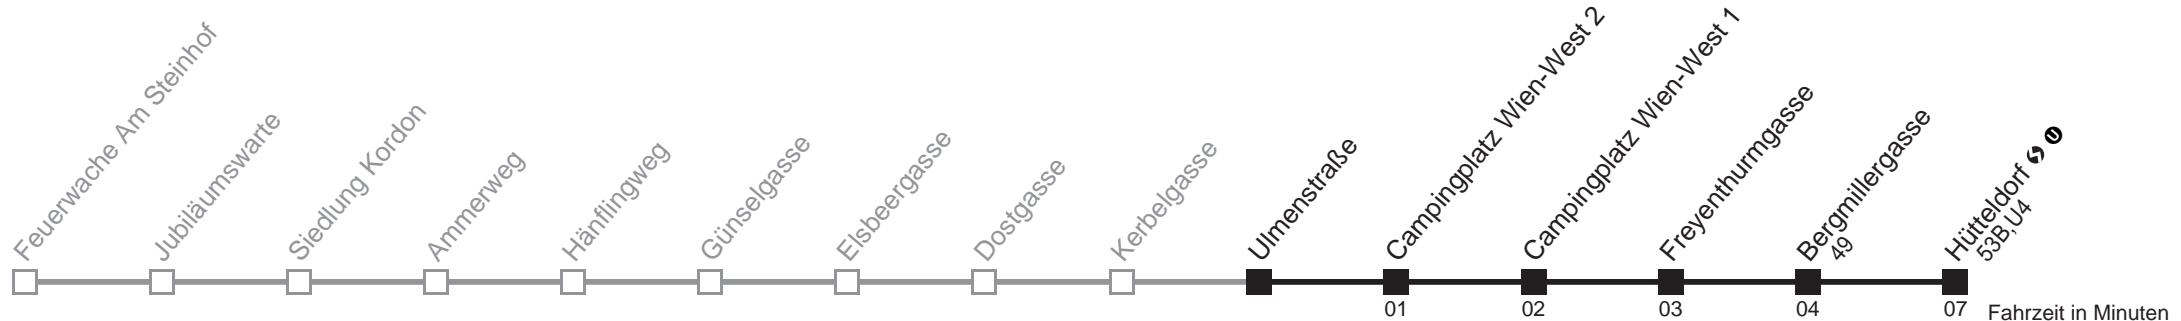 Feuerwache Am Steinhof
Jubiläumswarte
Siedlung Kordon
Ammerweg
Hänflingweg
Günselgasse
Elsbeergasse
Dostgasse
Kerbelgasse
Ulmenstraße
Campingplatz Wien-West 2
01
Campingplatz Wien-West 1
02
Freyenthurmgasse
03
Bergmillergasse
49
04
Hütteldorf S U
53B,U4
07
Fahrzeit in Minuten